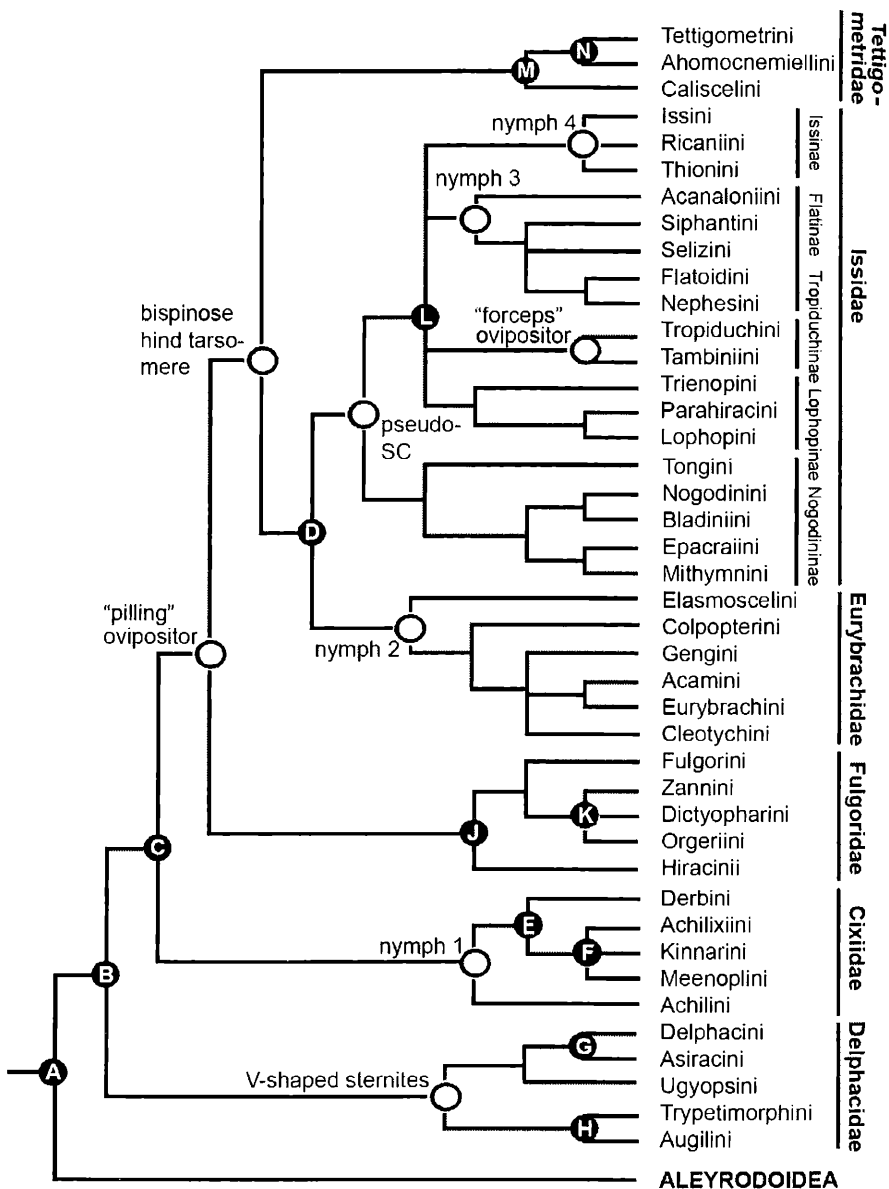 Tettigo-
metridae
Tettigometrini
Ahomocnemiellini
Caliscelini
N
M
Issini
Ricaniini
Thionini
nymph 4
Issinae
Issidae
nymph 3
Acanaloniini
Siphantini
Selizini
Flatoidini
Nephesini
Flatinae
bispinose
hind tarso-
mere
L
"forceps"
ovipositor
Tropiduchini
Tambiniini
Tropiduchinae
Trienopini
Parahiracini
Lophopini
Lophopinae
pseudo-
SC
Tongini
Nogodinini
Bladiniini
Epacraiini
Mithymnini
Nogodininae
D
"pilling"
ovipositor
nymph 2
Elasmoscelini
Colpopterini
Gengini
Acamini
Eurybrachini
Cleotychini
Eurybrachidae
Fulgorini
Zannini
Dictyopharini
Orgeriini
Hiracinii
K
J
Fulgoridae
C
nymph 1
E
F
Derbini
Achilixiini
Kinnarini
Meenoplini
Achilini
Cixiidae
B
V-shaped sternites
G
H
Delphacini
Asiracini
Ugyopsini
Trypetimorphini
Augilini
Delphacidae
A
ALEYRODOIDEA